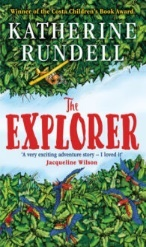 Winner of the Costa Children's Book Award
KATHERINE
RUNDELL
The
EXPLORER
'A very exciting adventure story – I loved it'
Jacqueline Wilson